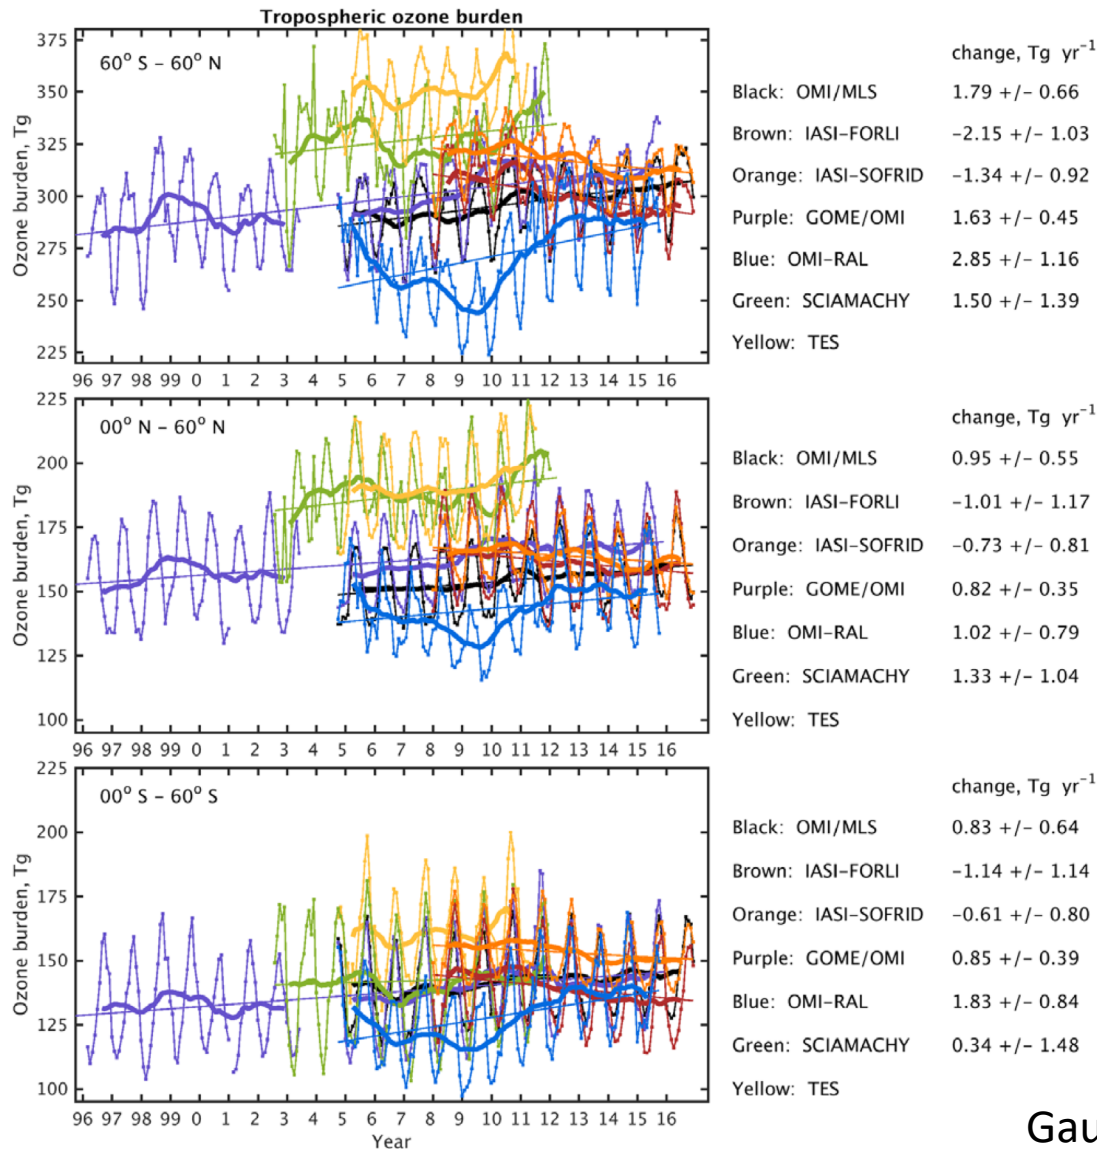 Tropospheric ozone burden
60° S – 60° N
Ozone burden, Tg
375
350
325
300
275
250
225
96 97 98 99 0 1 2 3 4 5 6 7 8 9 10 11 12 13 14 15 16
change, Tg yr⁻¹
Black: OMI/MLS 1.79 +/– 0.66
Brown: IASI–FORLI –2.15 +/– 1.03
Orange: IASI–SOFRID –1.34 +/– 0.92
Purple: GOME/OMI 1.63 +/– 0.45
Blue: OMI–RAL 2.85 +/– 1.16
Green: SCIAMACHY 1.50 +/– 1.39
Yellow: TES
00° N – 60° N
Ozone burden, Tg
225
200
175
150
125
100
96 97 98 99 0 1 2 3 4 5 6 7 8 9 10 11 12 13 14 15 16
change, Tg yr⁻¹
Black: OMI/MLS 0.95 +/– 0.55
Brown: IASI–FORLI –1.01 +/– 1.17
Orange: IASI–SOFRID –0.73 +/– 0.81
Purple: GOME/OMI 0.82 +/– 0.35
Blue: OMI–RAL 1.02 +/– 0.79
Green: SCIAMACHY 1.33 +/– 1.04
Yellow: TES
00° S – 60° S
Ozone burden, Tg
225
200
175
150
125
100
96 97 98 99 0 1 2 3 4 5 6 7 8 9 10 11 12 13 14 15 16
Year
change, Tg yr⁻¹
Black: OMI/MLS 0.83 +/– 0.64
Brown: IASI–FORLI –1.14 +/– 1.14
Orange: IASI–SOFRID –0.61 +/– 0.80
Purple: GOME/OMI 0.85 +/– 0.39
Blue: OMI–RAL 1.83 +/– 0.84
Green: SCIAMACHY 0.34 +/– 1.48
Yellow: TES
Gau